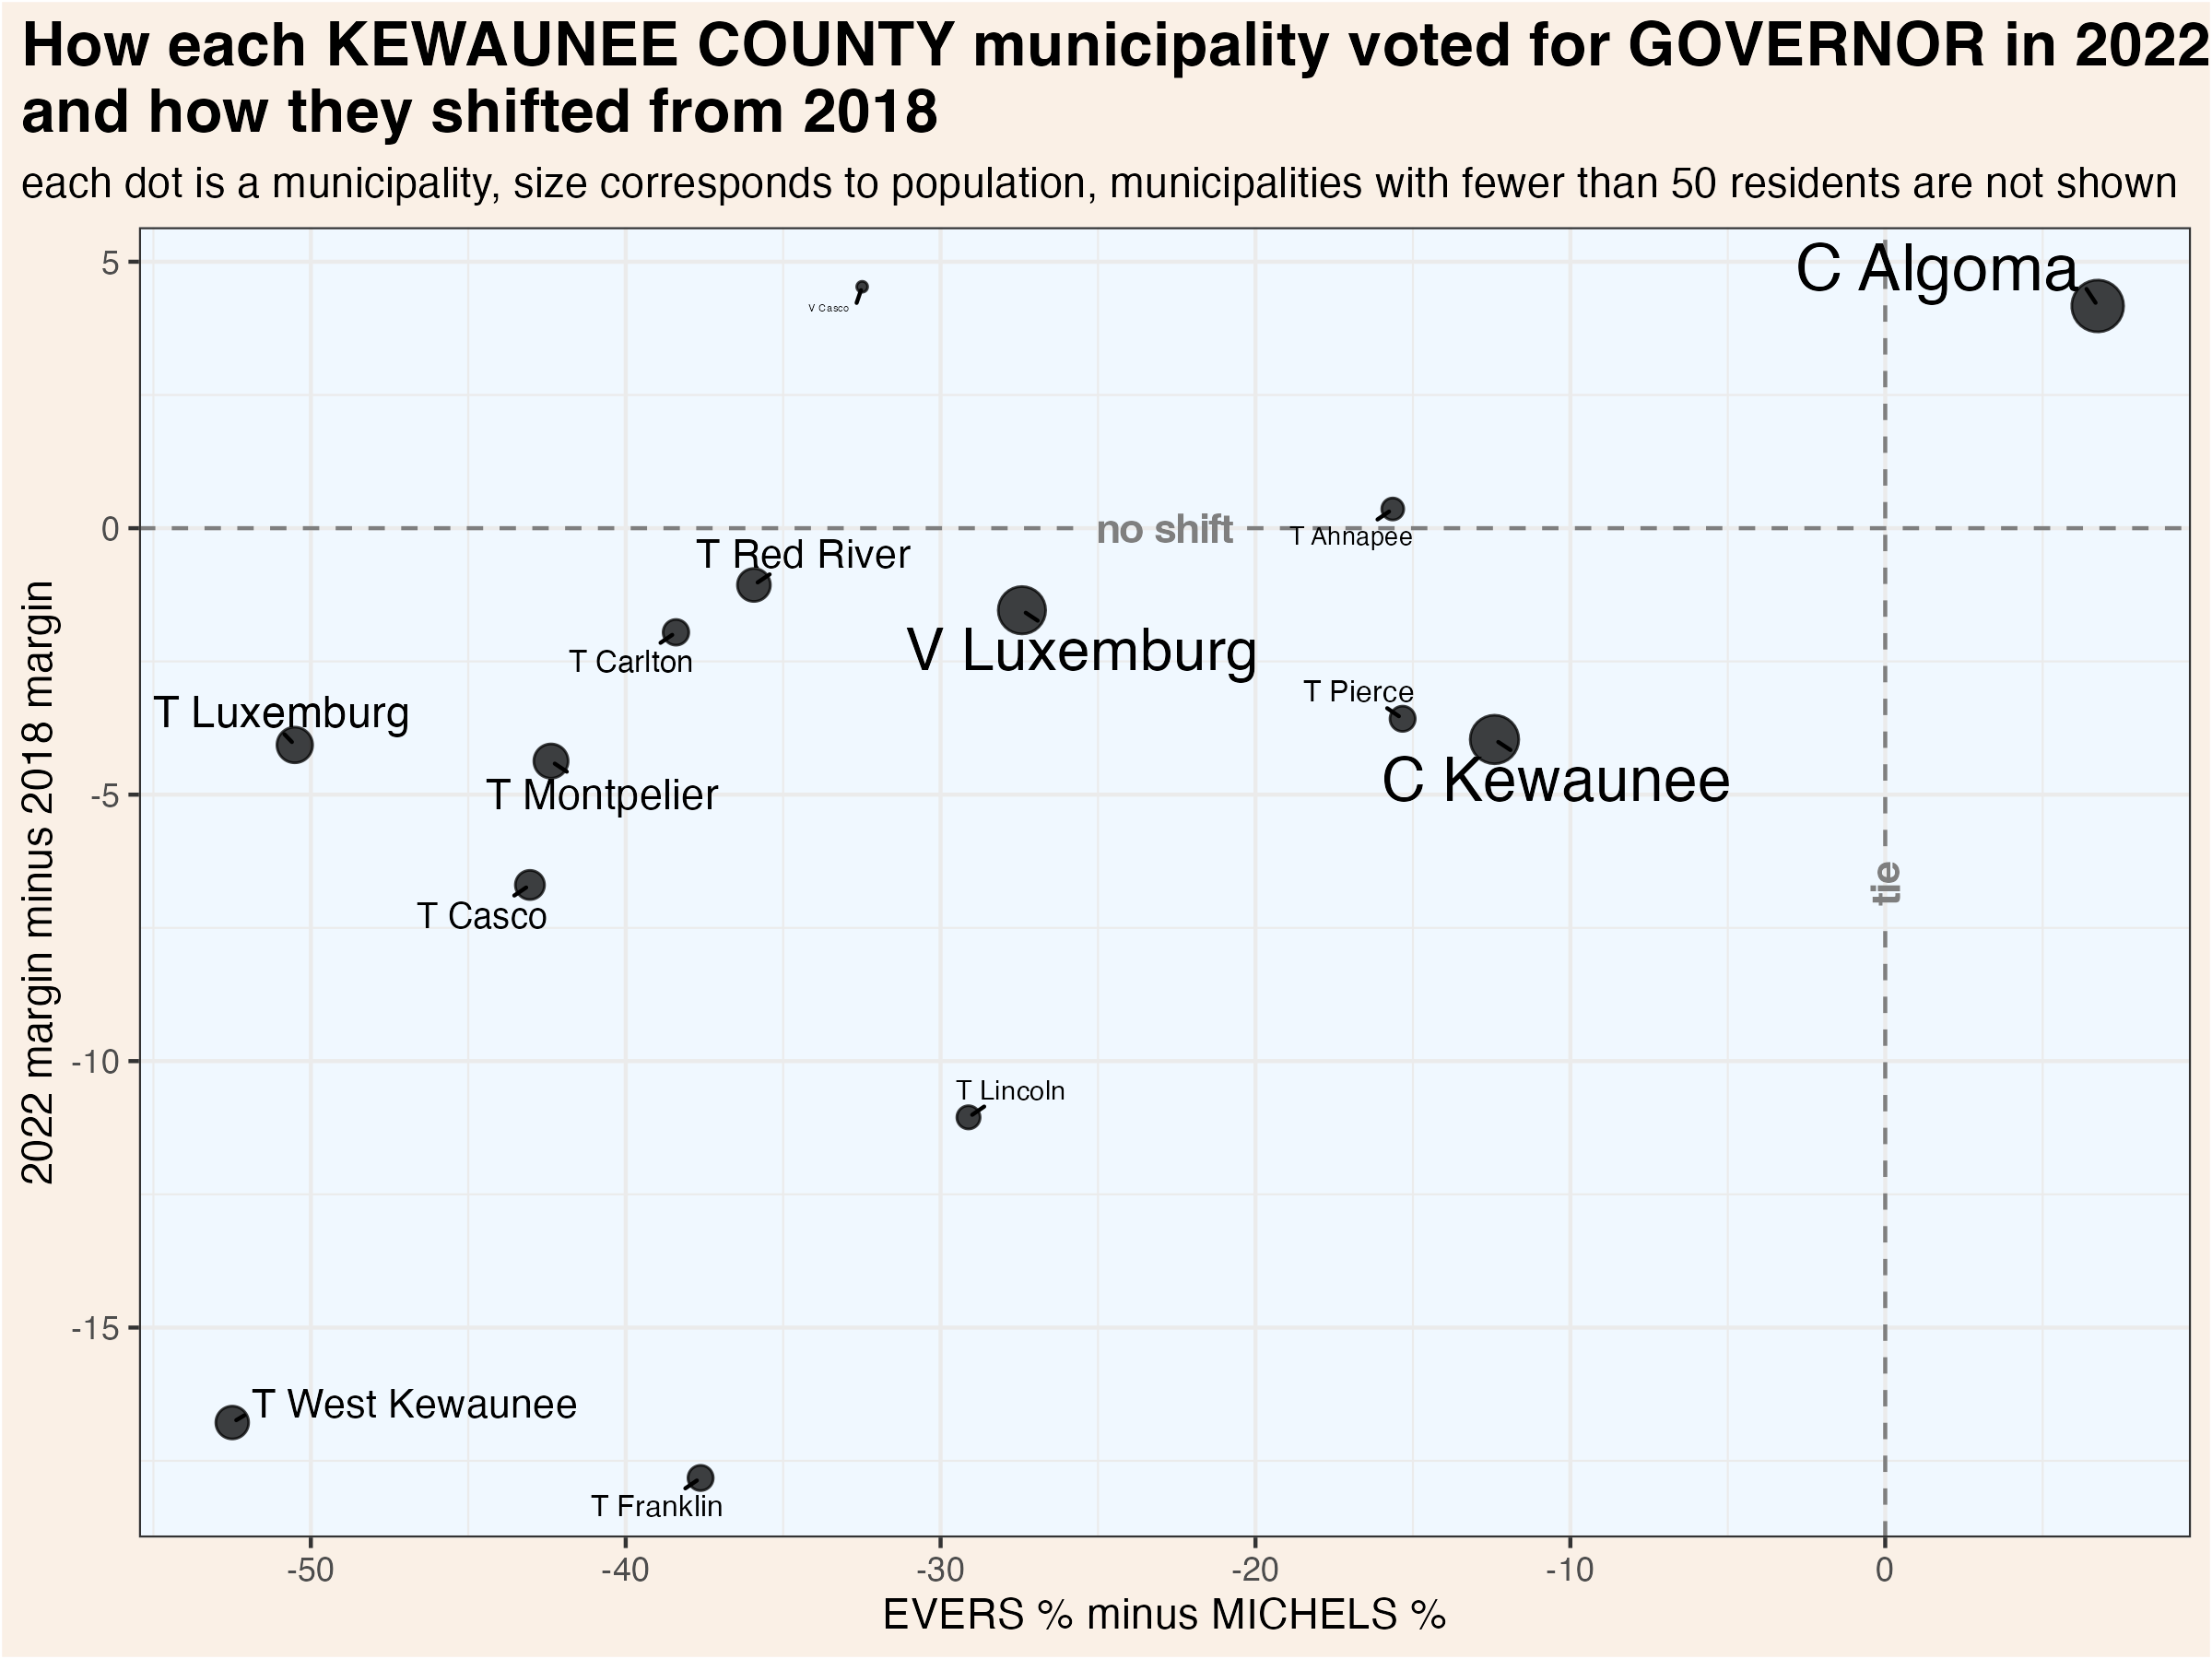 How each KEWAUNEE COUNTY municipality voted for GOVERNOR in 2022
and how they shifted from 2018
each dot is a municipality, size corresponds to population, municipalities with fewer than 50 residents are not shown
5
C Algoma
V Casco
0
no shift
T Ahnapee
T Red River
V Luxemburg
T Carlton
T Pierce
T Luxemburg
C Kewaunee
-5
T Montpelier
tie
T Casco
2022 margin minus 2018 margin
-10
T Lincoln
-15
T West Kewaunee
T Franklin
-50
-40
-30
-20
-10
0
EVERS % minus MICHELS %